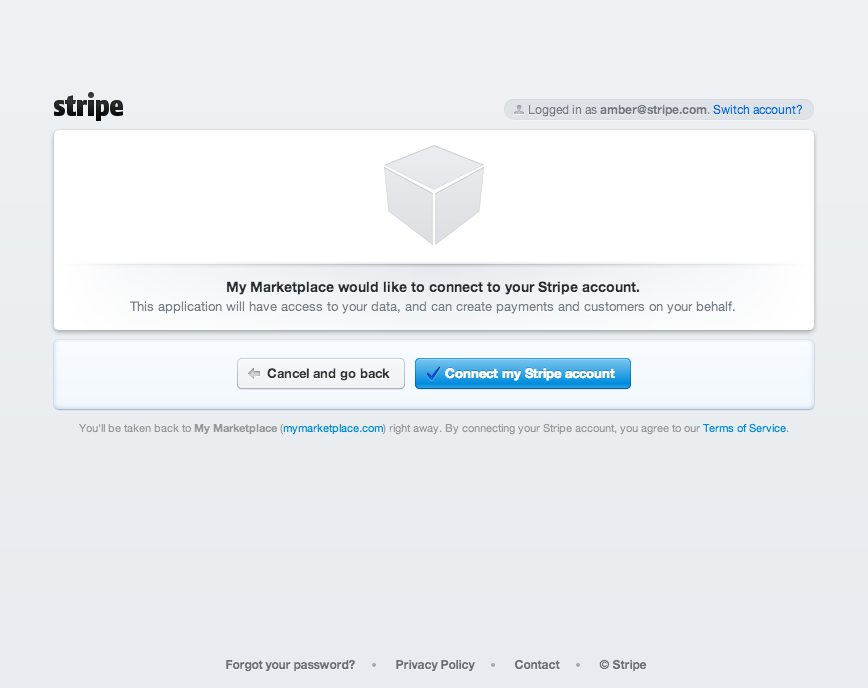 stripe
Logged in as amber@stripe.com. Switch account?
My Marketplace would like to connect to your Stripe account.
This application will have access to your data, and can create payments and customers on your behalf.
Cancel and go back
Connect my Stripe account
You'll be taken back to My Marketplace (mymarketplace.com) right away. By connecting your Stripe account, you agree to our Terms of Service.
Forgot your password? • Privacy Policy • Contact • © Stripe